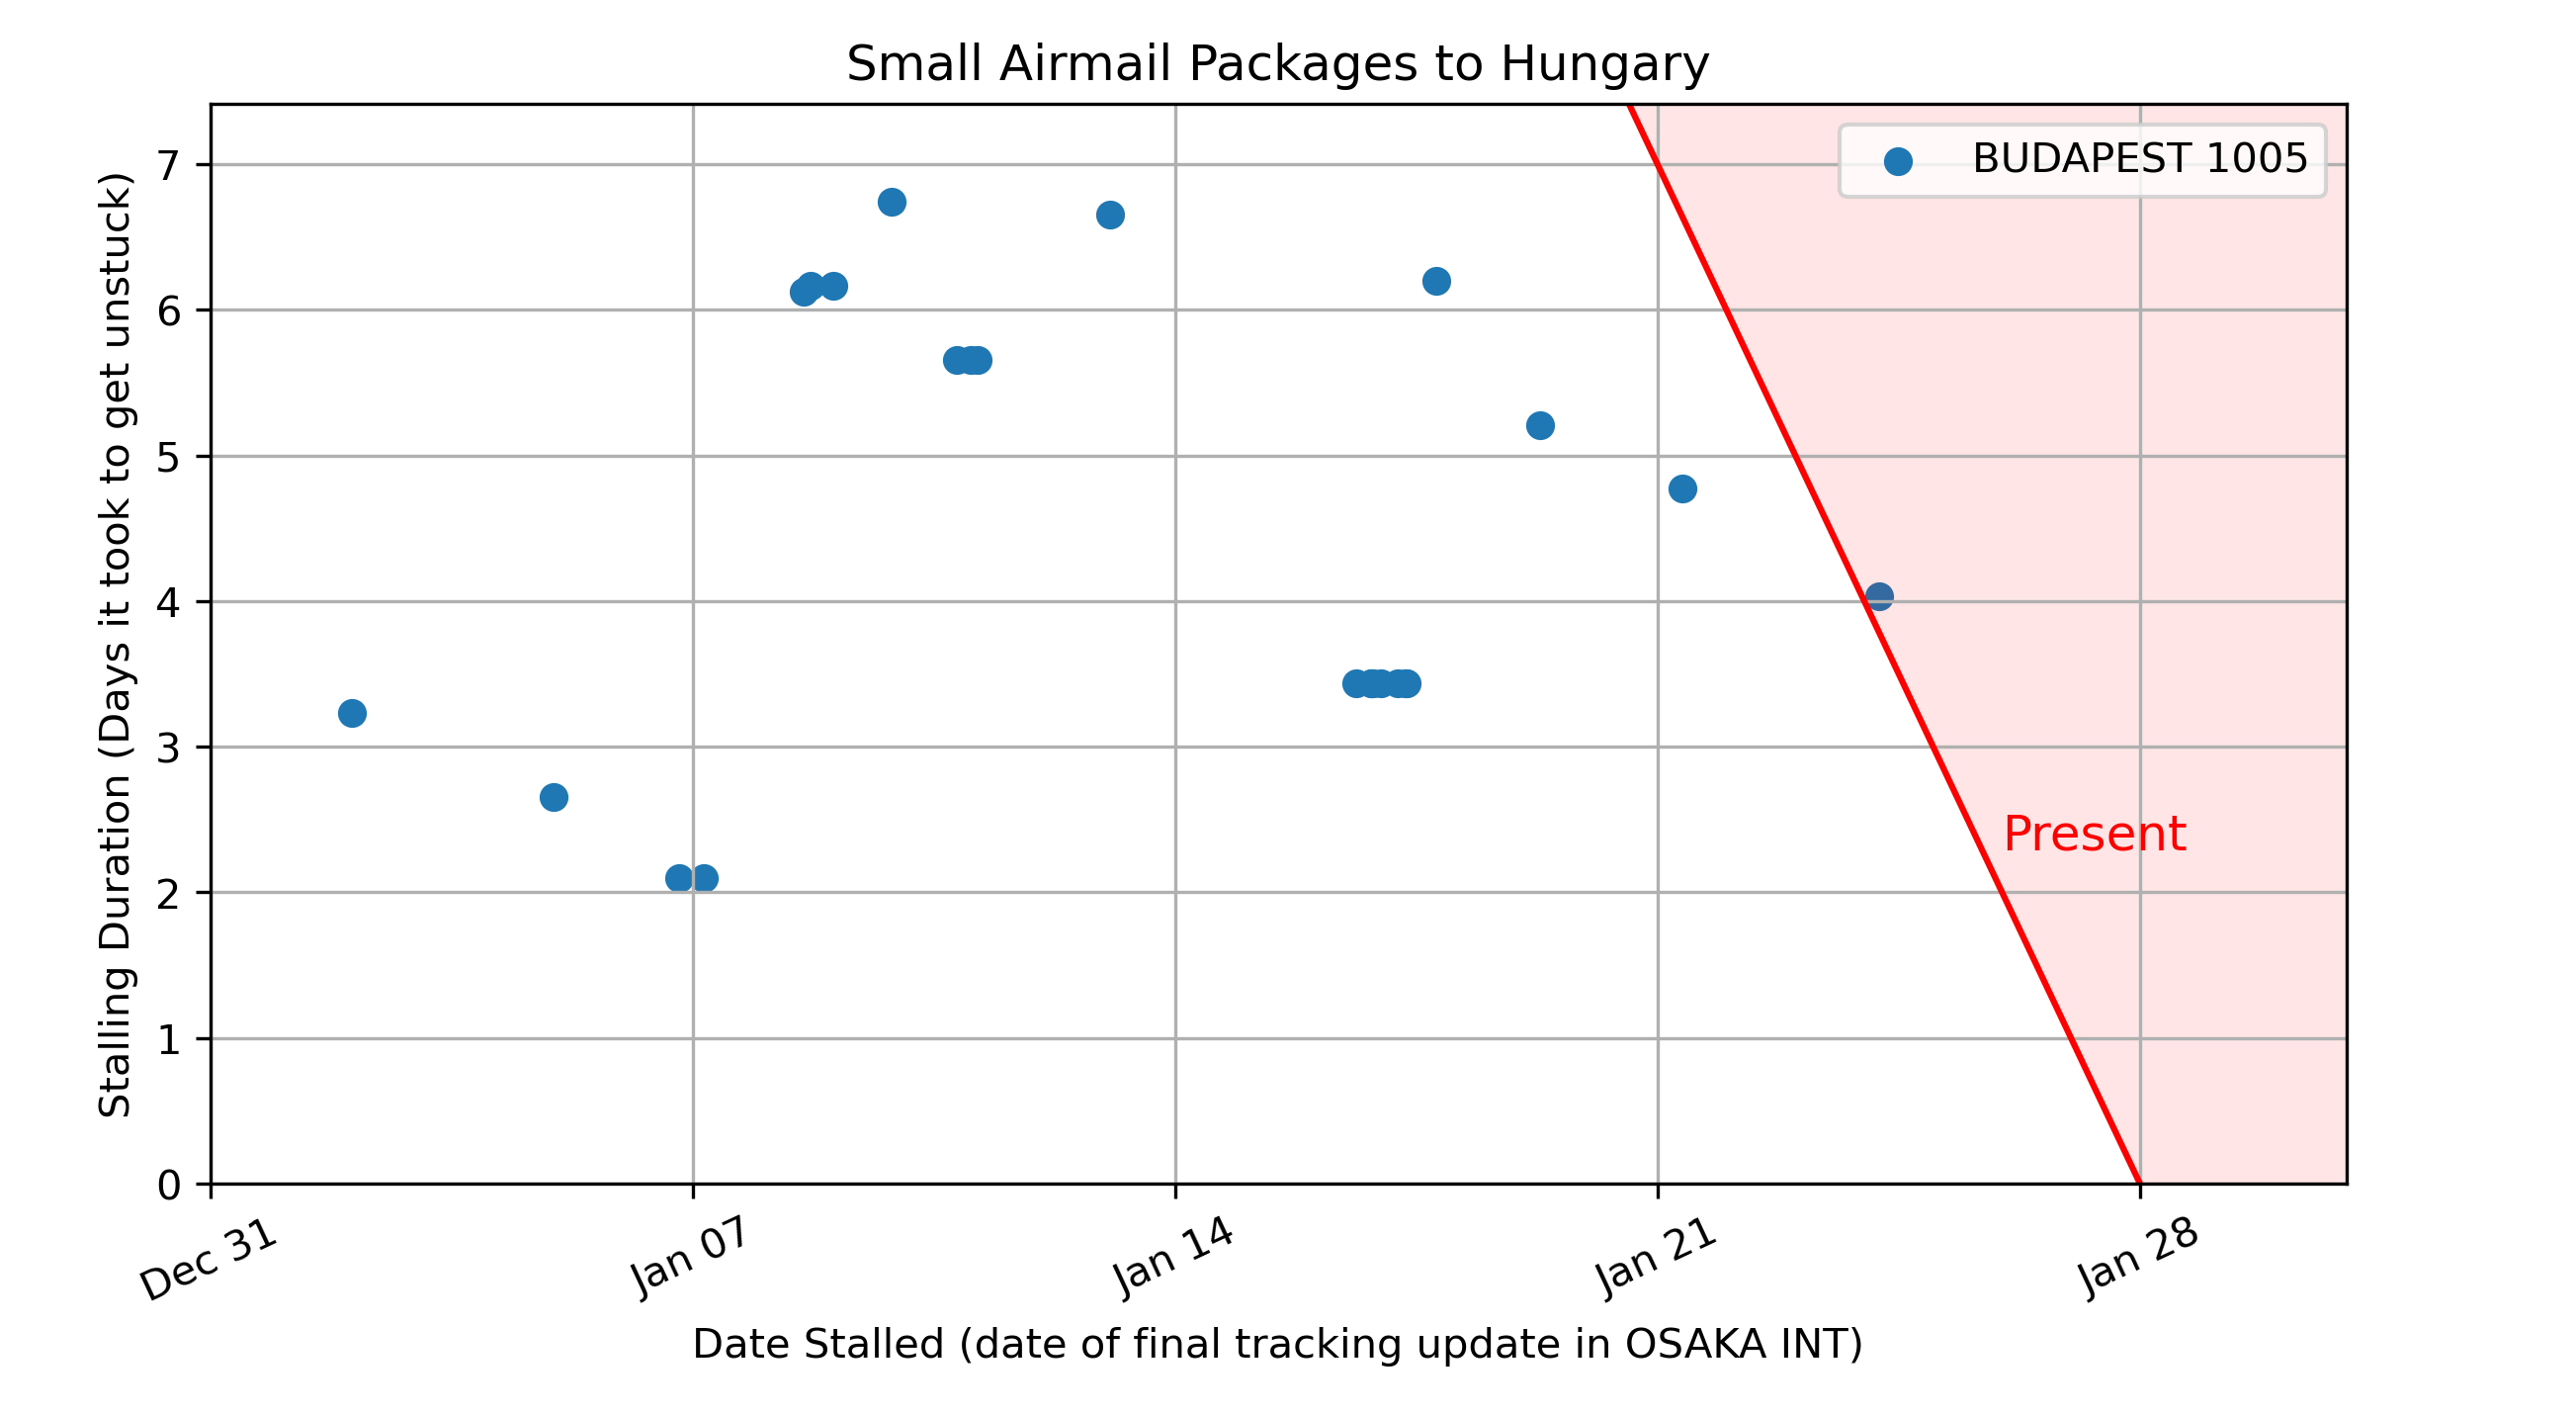 Small Airmail Packages to Hungary
BUDAPEST 1005
Stalling Duration (Days it took to get unstuck)
7
6
5
4
3
2
1
0
Present
Dec 31
Jan 07
Jan 14
Jan 21
Jan 28
Date Stalled (date of final tracking update in OSAKA INT)